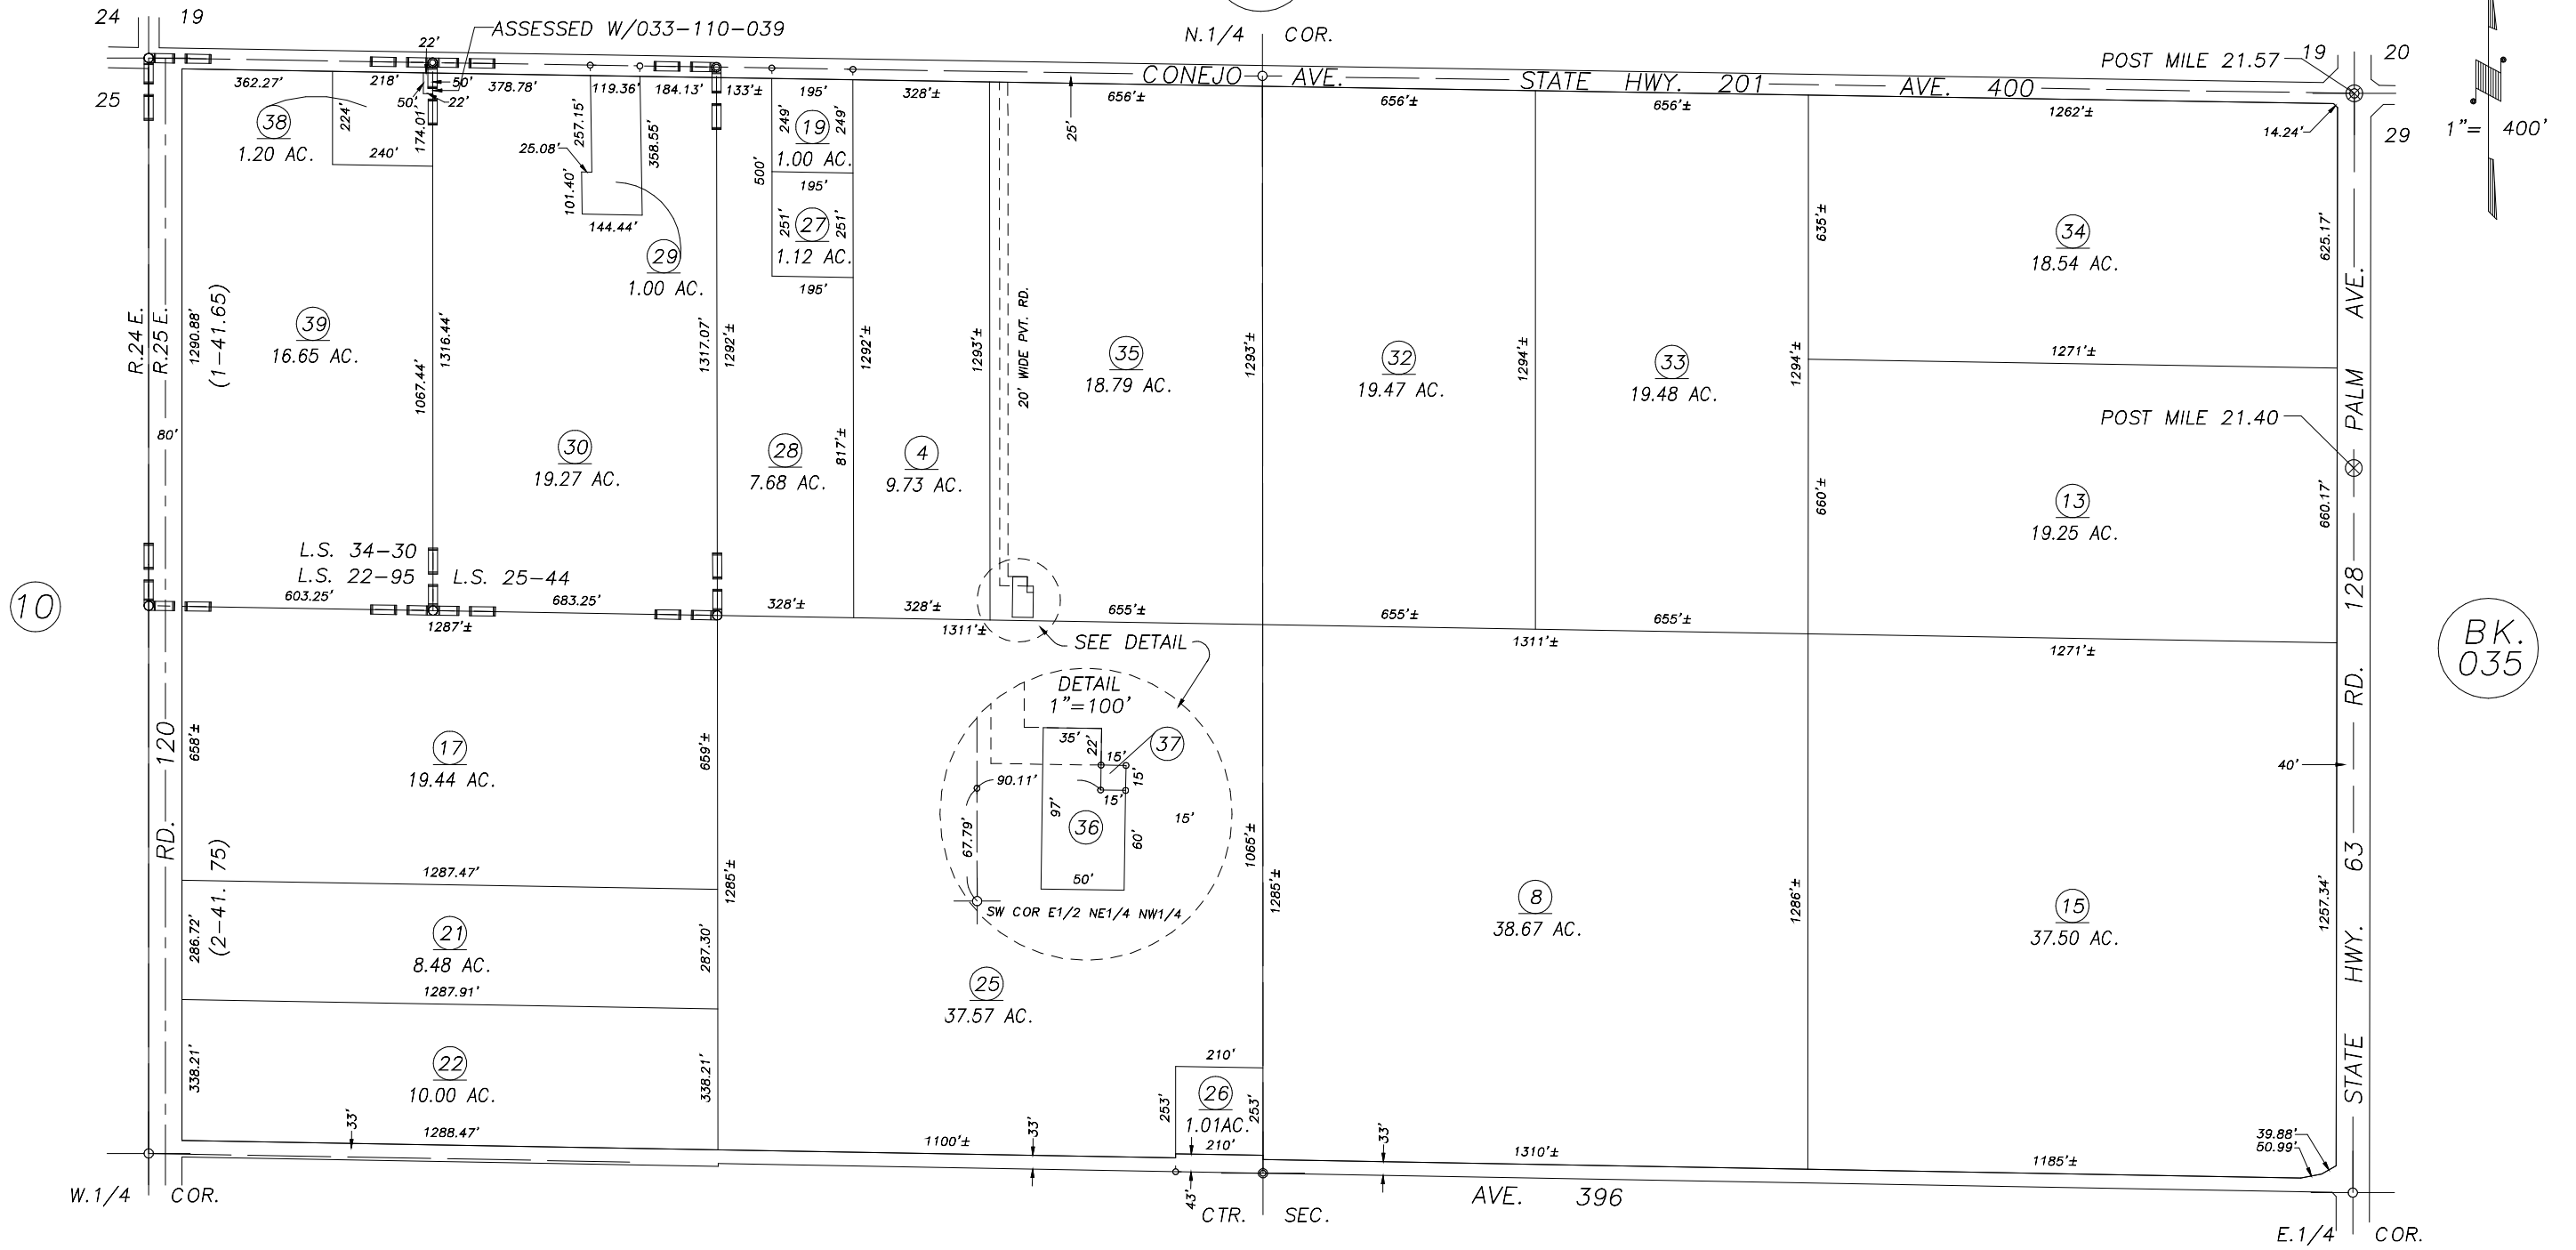 24 19
ASSESSED W/033-110-039
N.1/4 COR.
POST MILE 21.57
19 20
22'
CONEJO AVE. STATE HWY. 201 AVE. 400
25
29
1"= 400'
362.27' 218' 50' 378.78' 119.36' 184.13' 133'± 195' 328'± 656'± 656'± 656'± 1262'±
50' 22'
14.24'
25'
224'
174.01'
38
1.20 AC.
240'
257.15'
25.08'
101.40'
358.55'
144.44'
29
1.00 AC.
249' 249'
19
1.00 AC.
500'
195'
251' 251'
27
1.12 AC.
195'
635'±
34
18.54 AC.
625.17'
R.24 E.
R.25 E.
1290.88'
(1-41.65)
39
16.65 AC.
1067.44'
1316.44'
1317.07'
1292'±
1292'±
1293'±
20' WIDE PVT. RD.
35
18.79 AC.
1293'±
32
19.47 AC.
1294'±
33
19.48 AC.
1294'±
1271'±
PALM AVE.
POST MILE 21.40
80'
30
19.27 AC.
28
7.68 AC.
817'±
4
9.73 AC.
660'±
13
19.25 AC.
660.17'
L.S. 34-30
L.S. 22-95
L.S. 25-44
603.25' 683.25' 328'± 328'± 655'± 655'± 655'±
1287'± 1311'± 1311'± 1271'±
10
BK.
035
SEE DETAIL
DETAIL
1"=100'
35'
22'
37
15'
15'
15'
90.11'
97'
36
15'
67.79'
60'
50'
SW COR E1/2 NE1/4 NW1/4
RD. 120
658'±
17
19.44 AC.
659'±
1287.47'
1285'±
(2-41. 75)
286.72'
21
8.48 AC.
287.30'
1287.91'
338.21'
22
10.00 AC.
338.21'
33'
1288.47'
25
37.57 AC.
1065'±
1285'±
8
38.67 AC.
1286'±
15
37.50 AC.
1257.34'
40'
STATE HWY. 63 RD. 128
210'
253'
26
1.01AC.
253'
210'
1100'±
33'
43'
33'
1310'±
1185'±
39.88'
50.99'
W.1/4 COR.
CTR. SEC.
AVE. 396
E.1/4 COR.